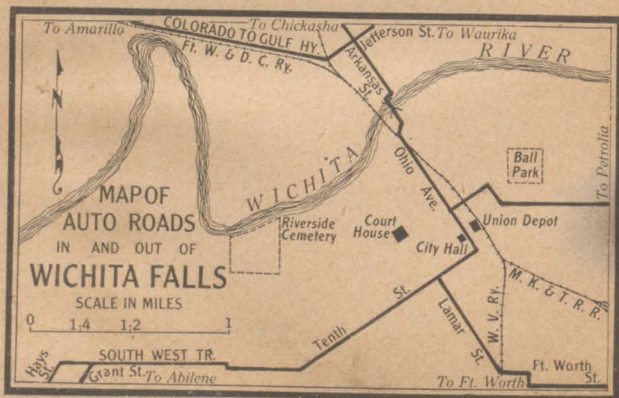 To Amarillo
COLORADO TO GULF HY.
To Chickasha
Jefferson St.
To Waurika
Ft. W. & D. C. Ry.
Arkansas St.
RIVER
N
WICHITA
Ohio Ave.
Ball
Park
To Petrolia
MAP OF
AUTO ROADS
IN AND OUT OF
WICHITA FALLS
SCALE IN MILES
0 1:4 1:2 1
Riverside
Cemetery
Court
House
City Hall
Union Depot
M. K. & T. R. R.
W. V. Ry.
Tenth St.
Lamar St.
SOUTH WEST TR.
Hays St.
Grant St.
To Abilene
To Ft. Worth
Ft. Worth
St.